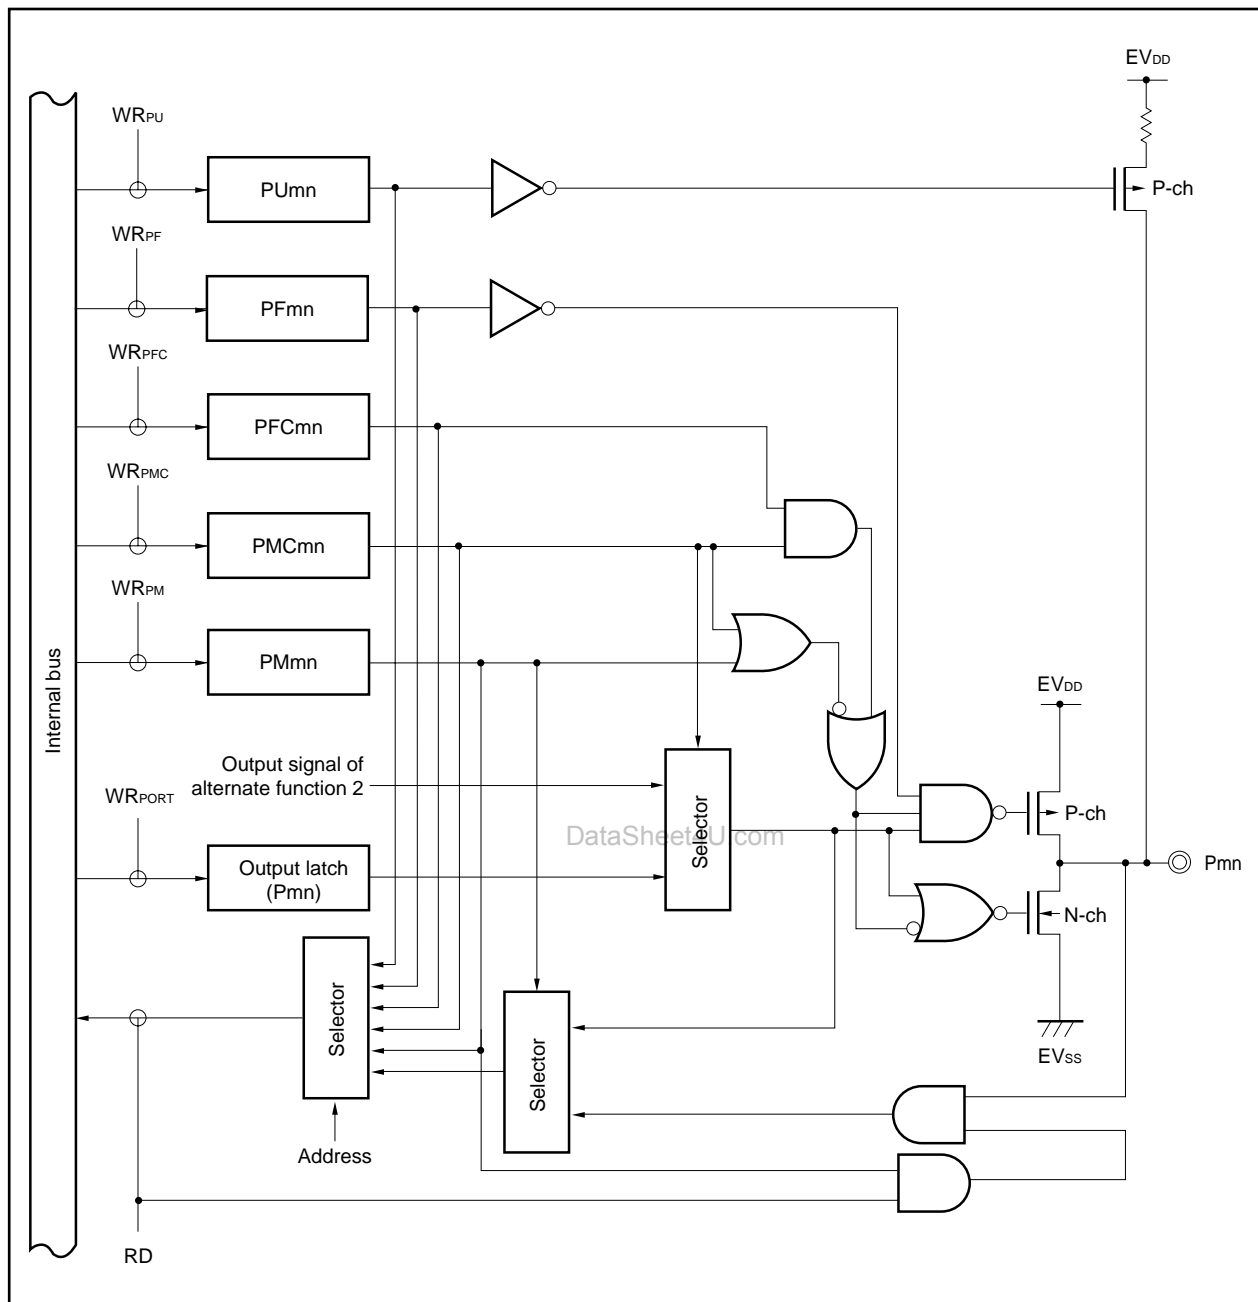 EVDD
WRPU
PUmn
P-ch
WRPF
PFmn
WRPFC
PFCmn
WRPMC
PMCmn
WRPM
PMmn
Internal bus
EVDD
Output signal of
alternate function 2
WRPORT
Selector
P-ch
DataSheet4U.com
Output latch
(Pmn)
Pmn
N-ch
Selector
Selector
EVSS
Address
RD